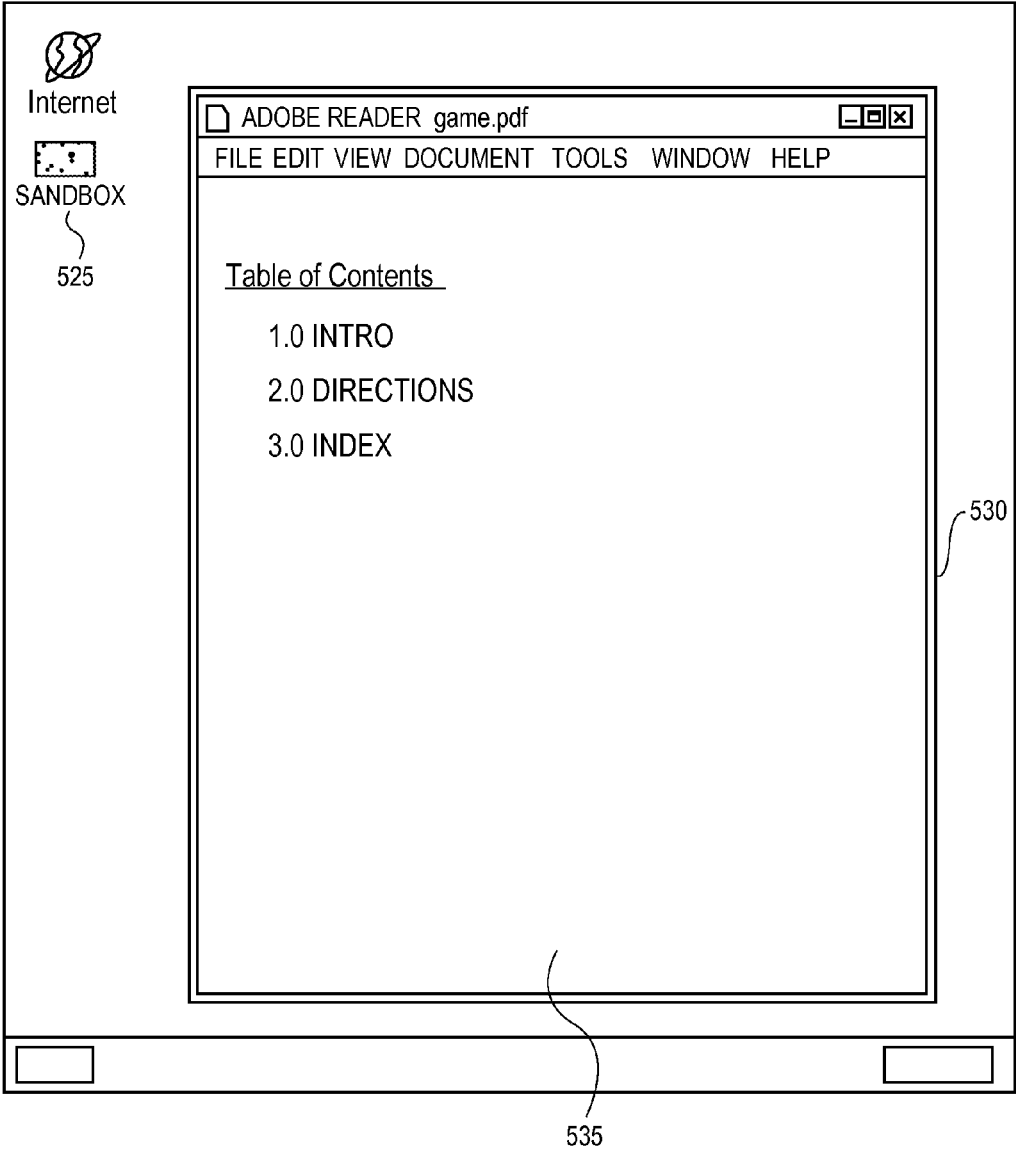 Internet
SANDBOX
525
ADOBE READER game.pdf
FILE EDIT VIEW DOCUMENT TOOLS WINDOW HELP
Table of Contents
1.0 INTRO
2.0 DIRECTIONS
3.0 INDEX
530
535